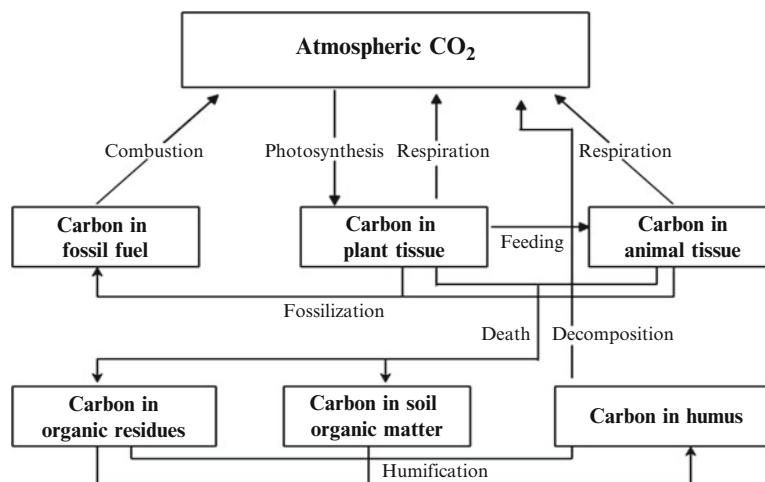 Atmospheric CO₂
Combustion
Photosynthesis
Respiration
Respiration
Carbon in
fossil fuel
Carbon in
plant tissue
Feeding
Carbon in
animal tissue
Fossilization
Death
Decomposition
Carbon in
organic residues
Carbon in soil
organic matter
Carbon in humus
Humification